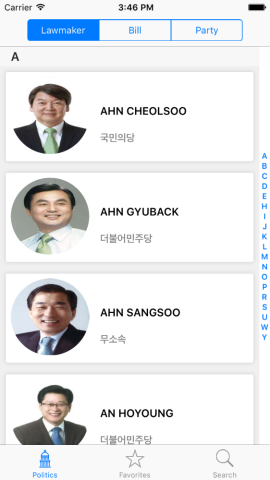 Carrier 3:46 PM
Lawmaker Bill Party
A
AHN CHEOLSOO
국민의당
AHN GYUBACK
더불어민주당
AHN SANGSOO
무소속
AN HOYOUNG
더불어민주당
A
B
C
D
E
H
I
J
K
L
M
N
O
P
R
S
U
W
Y
Politics Favorites Search